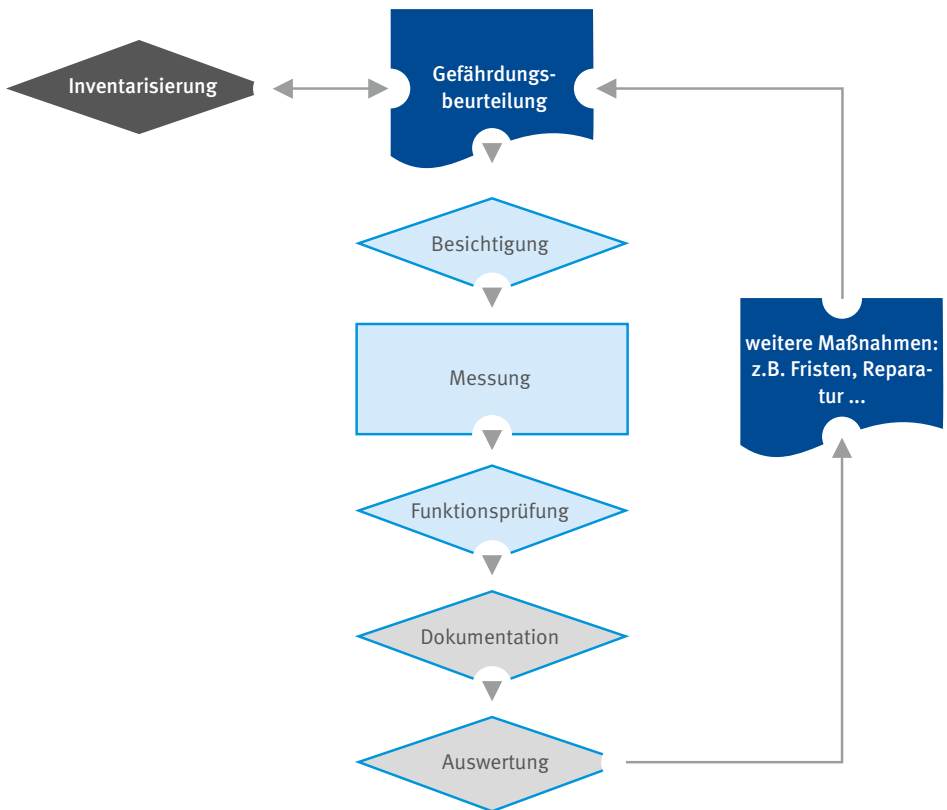 Inventarisierung
Gefährdungs-
beurteilung
Besichtigung
Messung
Funktionsprüfung
Dokumentation
Auswertung
weitere Maßnahmen:
z.B. Fristen, Repara-
tur ...